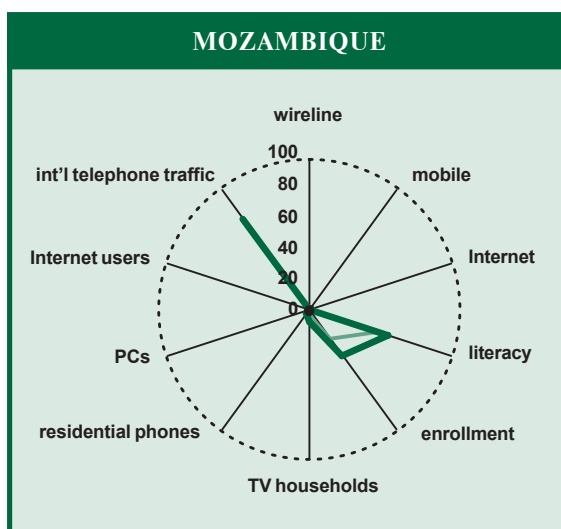 MOZAMBIQUE
wireline
100
int'l telephone traffic
80
mobile
60
Internet users
40
Internet
20
0
PCs
literacy
residential phones
enrollment
TV households